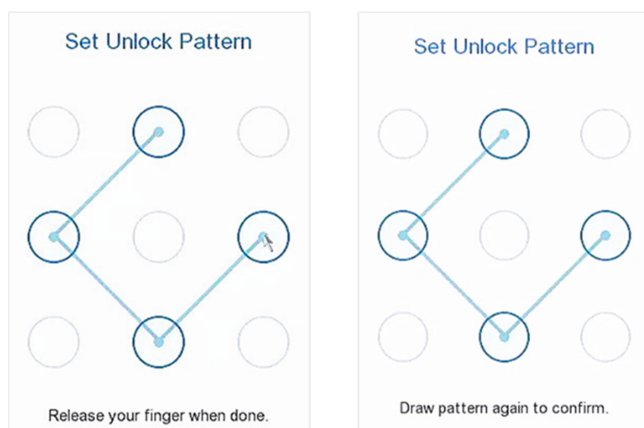 Set Unlock Pattern
Release your finger when done.
Set Unlock Pattern
Draw pattern again to confirm.